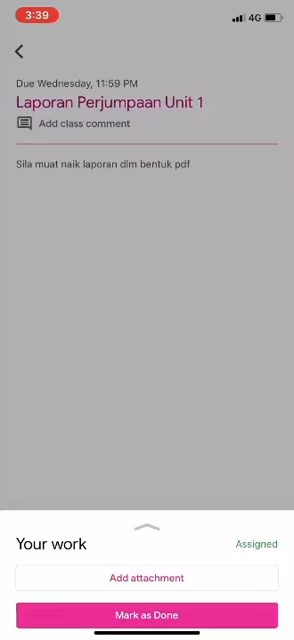 3:39
4G
Due Wednesday, 11:59 PM
Laporan Perjumpaan Unit 1
Add class comment
Sila muat naik laporan dlm bentuk pdf
Your work
Assigned
Add attachment
Mark as Done